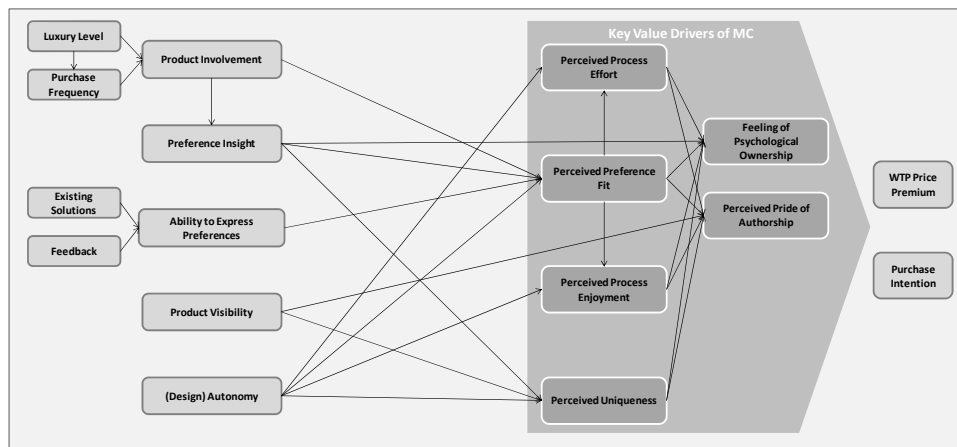 Key Value Drivers of MC
Luxury Level
Purchase
Frequency
Product Involvement
Preference Insight
Existing
Solutions
Feedback
Ability to Express
Preferences
Product Visibility
(Design) Autonomy
Perceived Process
Effort
Perceived Preference
Fit
Perceived Process
Enjoyment
Perceived Uniqueness
Feeling of
Psychological
Ownership
Perceived Pride of
Authorship
WTP Price
Premium
Purchase
Intention